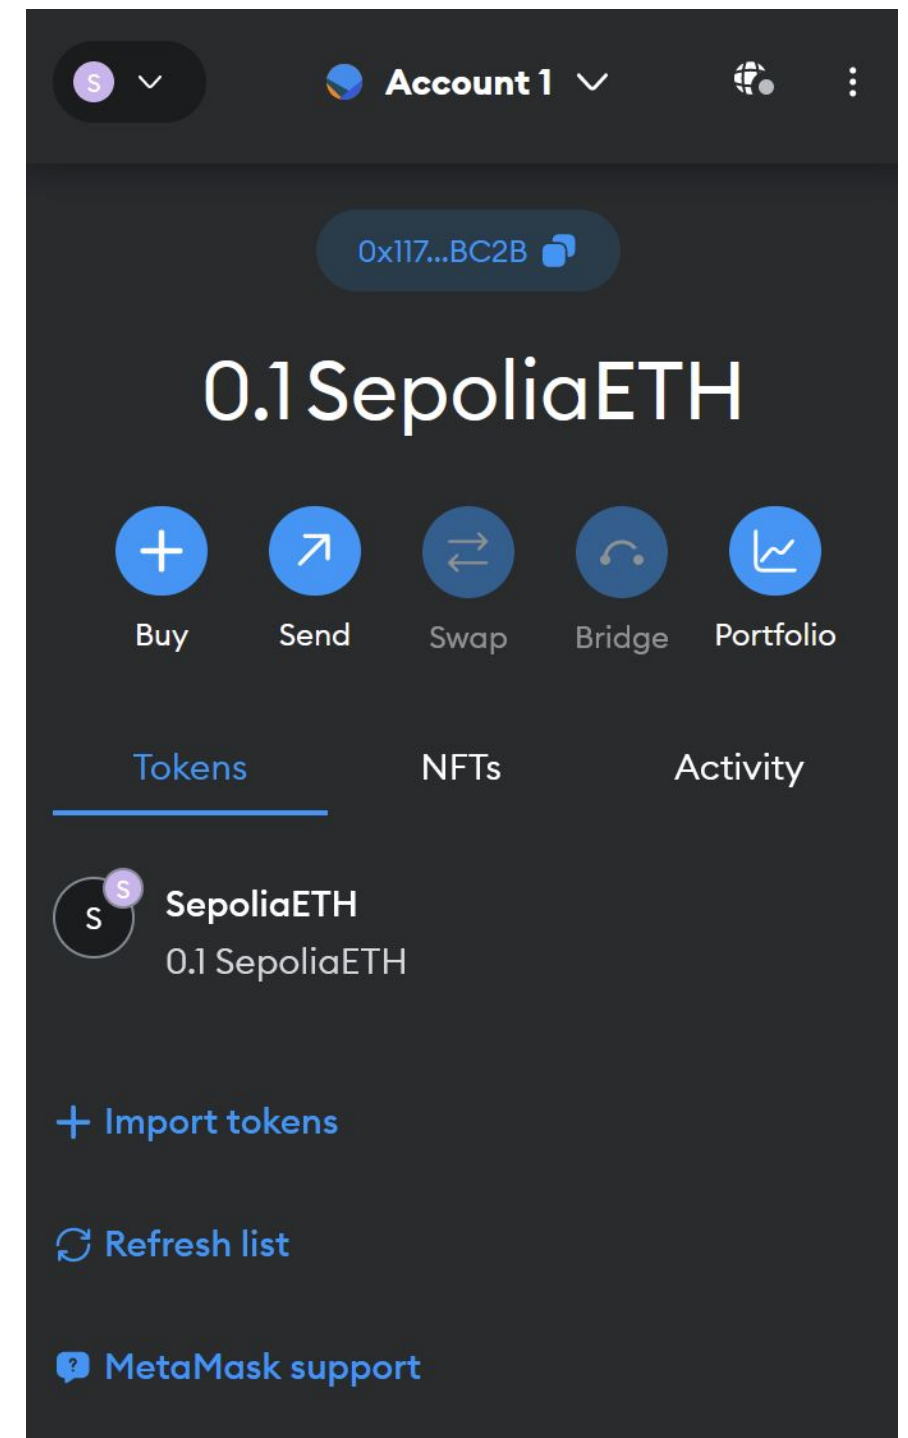 S
Account 1
0x117...BC2B
0.1 SepoliaETH
Buy Send Swap Bridge Portfolio
Tokens NFTs Activity
S
S
SepoliaETH
0.1 SepoliaETH
+ Import tokens
Refresh list
? MetaMask support